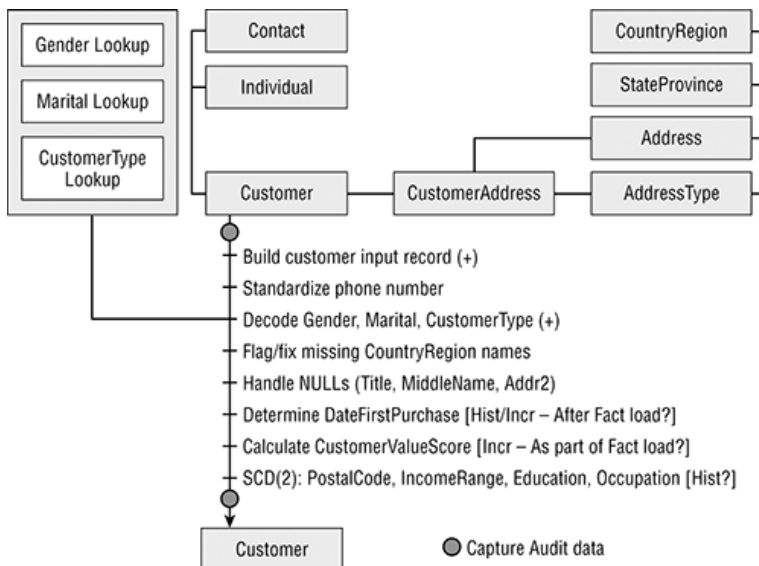 Gender Lookup
Marital Lookup
CustomerType
Lookup
Contact
Individual
Customer
CustomerAddress
CountryRegion
StateProvince
Address
AddressType
Build customer input record (+)
Standardize phone number
Decode Gender, Marital, CustomerType (+)
Flag/fix missing CountryRegion names
Handle NULLs (Title, MiddleName, Addr2)
Determine DateFirstPurchase [Hist/Incr – After Fact load?]
Calculate CustomerValueScore [Incr – As part of Fact load?]
SCD(2): PostalCode, IncomeRange, Education, Occupation [Hist?]
Customer
Capture Audit data